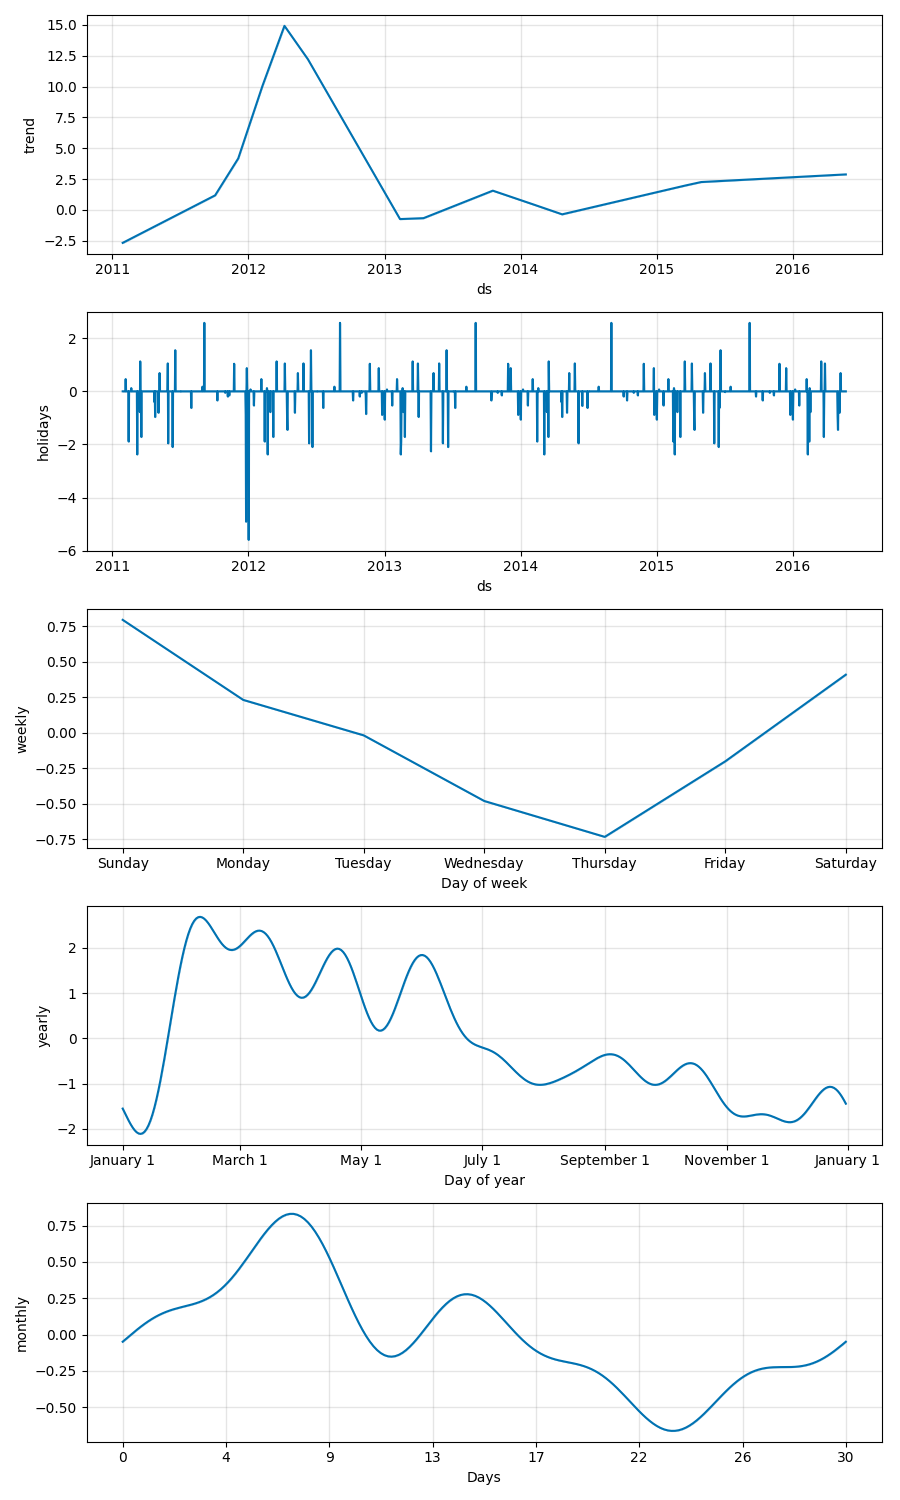 15.0
12.5
10.0
7.5
5.0
2.5
0.0
−2.5
trend
2011 2012 2013 2014 2015 2016
ds
2
0
−2
−4
−6
holidays
2011 2012 2013 2014 2015 2016
ds
0.75
0.50
0.25
0.00
−0.25
−0.50
−0.75
weekly
Sunday Monday Tuesday Wednesday Thursday Friday Saturday
Day of week
2
1
0
−1
−2
yearly
January 1 March 1 May 1 July 1 September 1 November 1 January 1
Day of year
0.75
0.50
0.25
0.00
−0.25
−0.50
monthly
0 4 9 13 17 22 26 30
Days